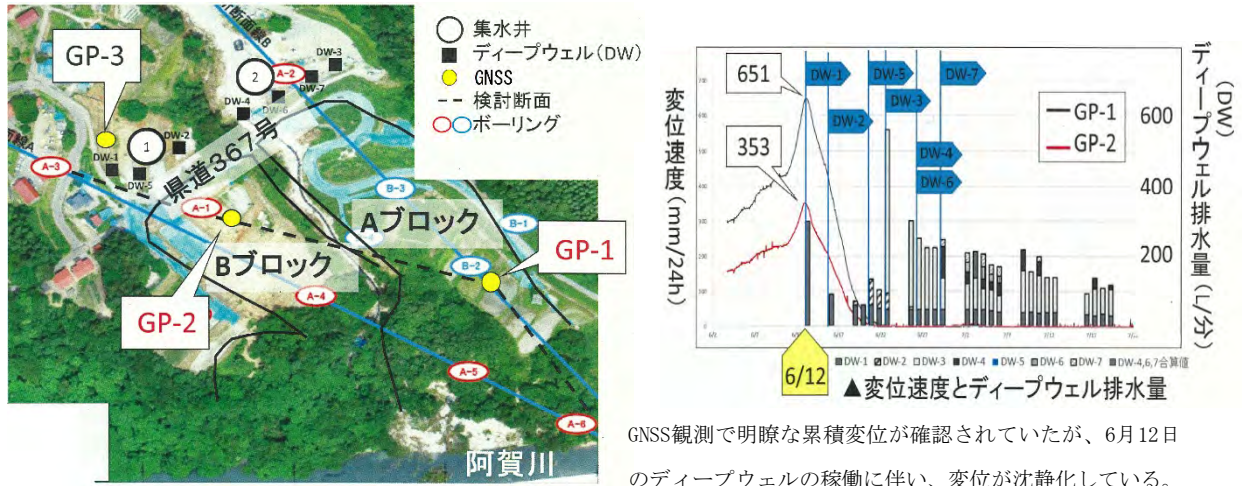 集水井
ディープウェル(DW)
GNSS
検討断面
ボーリング
GP-3
DW-3
2
A-2
DW-7
DW-6
DW-4
1
DW-2
DW-1
DW-5
A-3
県道367号
A-1
B-3
Aブロック
B-1
Bブロック
B-2
GP-1
GP-2
A-4
A-5
A-6
阿賀川
変位速度(mm/24h)
651
353
DW-1
DW-2
DW-5
DW-3
DW-4
DW-6
DW-7
GP-1
GP-2
600
400
200
ディープウェル排水量(L/分)
(DW)
6/12
DW-1 DW-2 DW-3 DW-4 DW-5 DW-6 DW-7 DW-4,6,7合算値
▲変位速度とディープウェル排水量
GNSS観測で明瞭な累積変位が確認されていたが、6月12日
のディープウェルの稼働に伴い、変位が沈静化している。